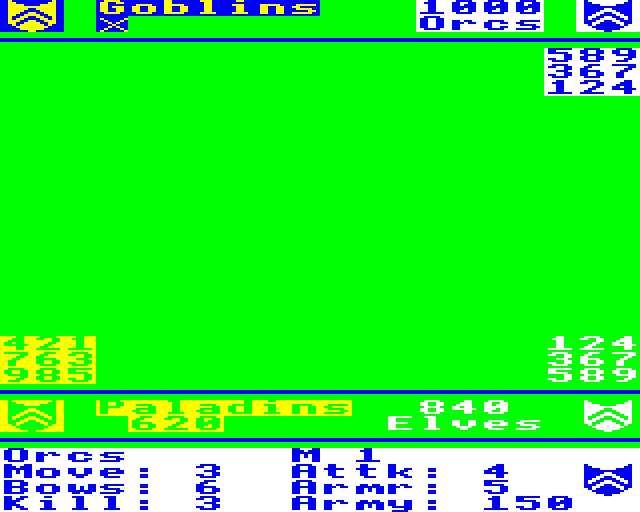 Goblins 1000
X Orcs
589
367
124
421 124
763 367
985 589
Paladins 840
620 Elves
Orcs M 1
Move: 3 Attk: 4
Bows: 6 Armr: 5
Kill: 3 Army: 150